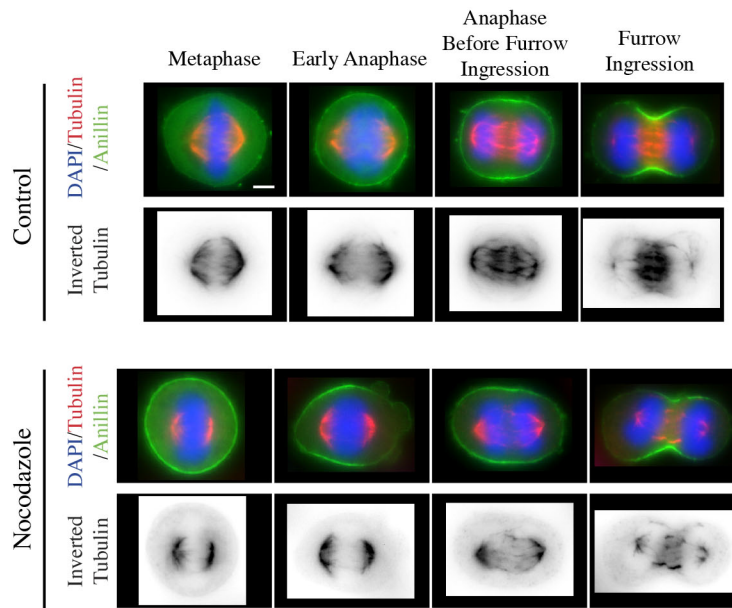 Metaphase
Early Anaphase
Anaphase
Before Furrow
Ingression
Furrow
Ingression
Control
DAPI/Tubulin
/Anillin
Inverted
Tubulin
Nocodazole
DAPI/Tubulin
/Anillin
Inverted
Tubulin